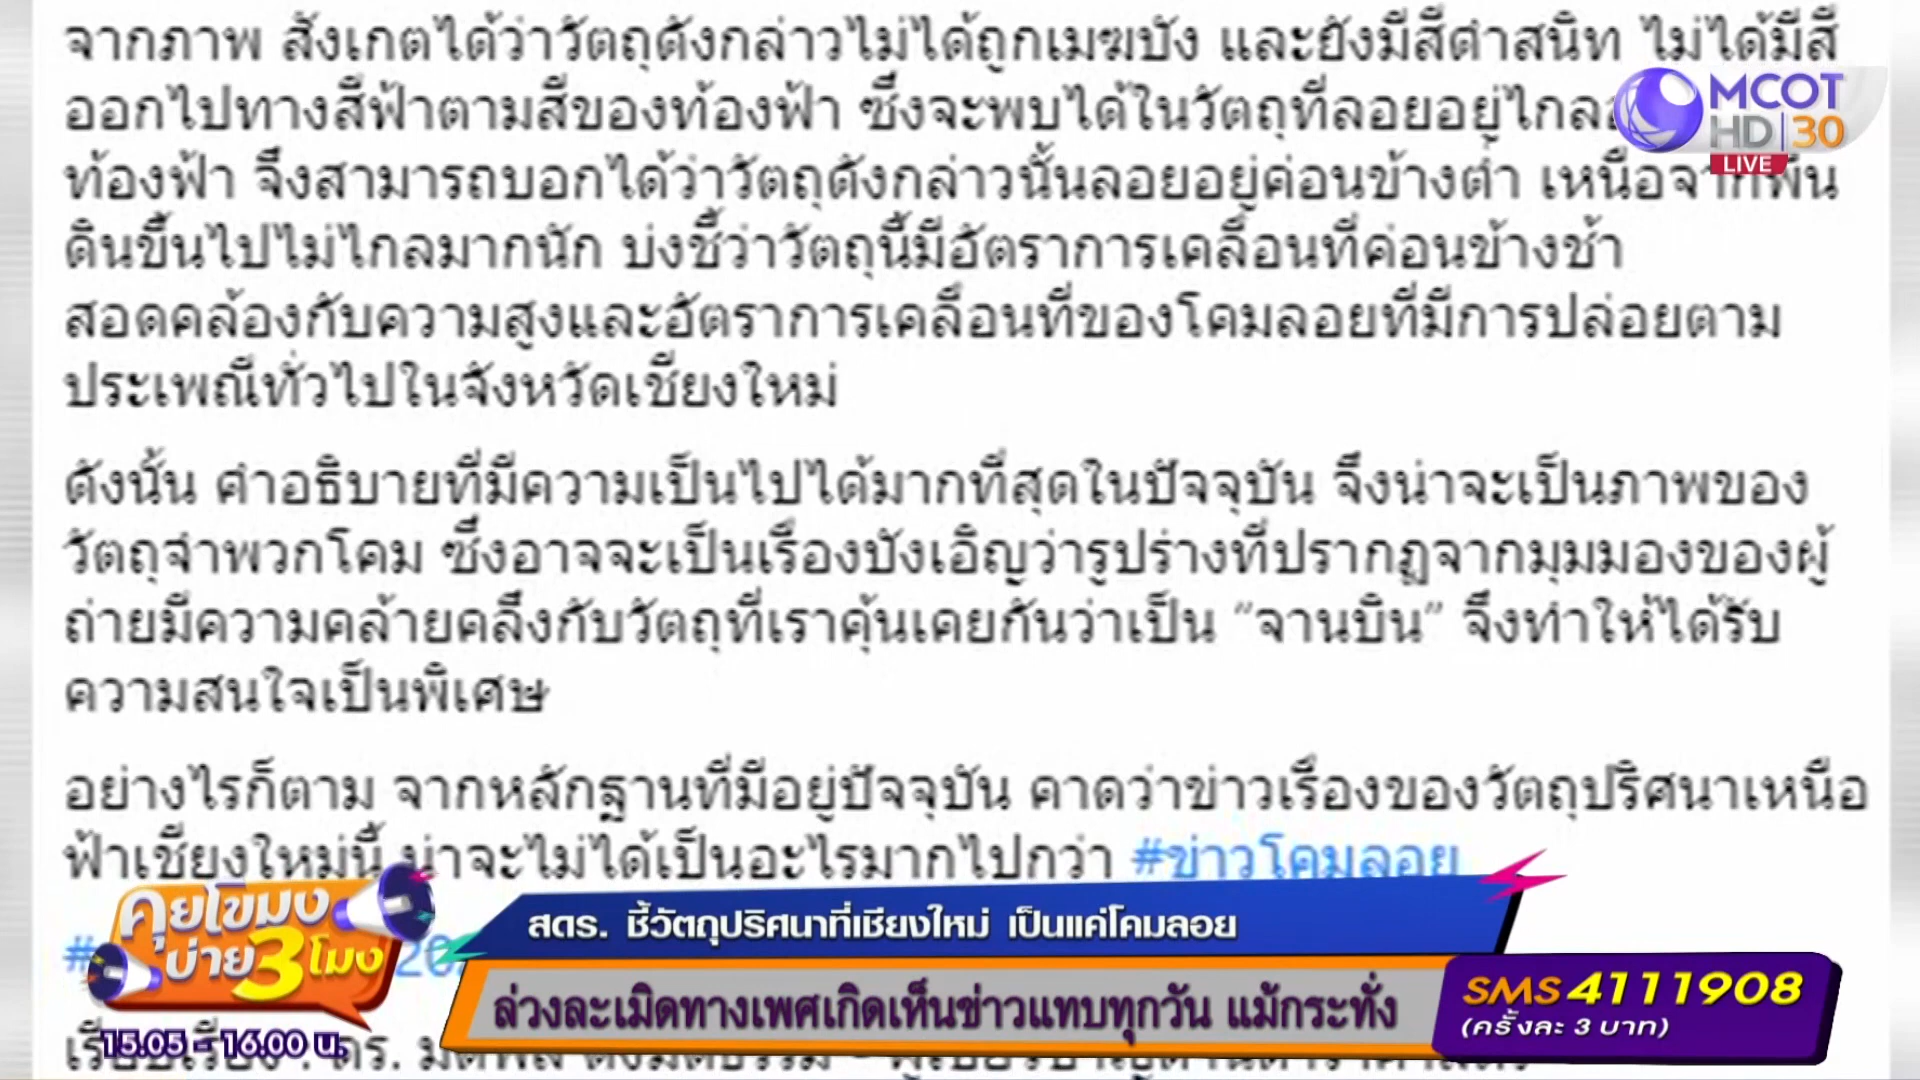 จากภาพ สังเกตได้ว่าวัตถุดังกล่าวไม่ได้ถูกเมฆบัง และยังมีสีดำสนิท ไม่ได้มีสี
ออกไปทางสีฟ้าตามสีของท้องฟ้า ซึ่งจะพบได้ในวัตถุที่ลอยอยู่ไกล
ท้องฟ้า จึงสามารถบอกได้ว่าวัตถุดังกล่าวนั้นลอยอยู่ค่อนข้างต่ำ เหนือจากพื้น
ดินขึ้นไปไม่ไกลมากนัก บ่งชี้ว่าวัตถุนี้มีอัตราการเคลื่อนที่ค่อนข้างช้า
สอดคล้องกับความสูงและอัตราการเคลื่อนที่ของโคมลอยที่มีการปล่อยตาม
ประเพณีทั่วไปในจังหวัดเชียงใหม่
ดังนั้น คำอธิบายที่มีความเป็นไปได้มากที่สุดในปัจจุบัน จึงน่าจะเป็นภาพของ
วัตถุจำพวกโคม ซึ่งอาจจะเป็นเรื่องบังเอิญว่ารูปร่างที่ปรากฏจากมุมมองของผู้
ถ่ายมีความคล้ายคลึงกับวัตถุที่เราคุ้นเคยกันว่าเป็น "จานบิน" จึงทำให้ได้รับ
ความสนใจเป็นพิเศษ
อย่างไรก็ตาม จากหลักฐานที่มีอยู่ปัจจุบัน คาดว่าข่าวเรื่องของวัตถุปริศนาเหนือ
ฟ้าเชียงใหม่นี้ น่าจะไม่ได้เป็นอะไรมากไปกว่า #ข่าวโคมลอย
MCOT
HD 30
LIVE
คุยโขมง
บ่าย 3 โมง
15.05 - 16.00 น.
สดร. ชี้วัตถุปริศนาที่เชียงใหม่ เป็นแค่โคมลอย
ล่วงละเมิดทางเพศเกิดเห็นข่าวแทบทุกวัน แม้กระทั่ง
SMS 4111908
(ครั้งละ 3 บาท)